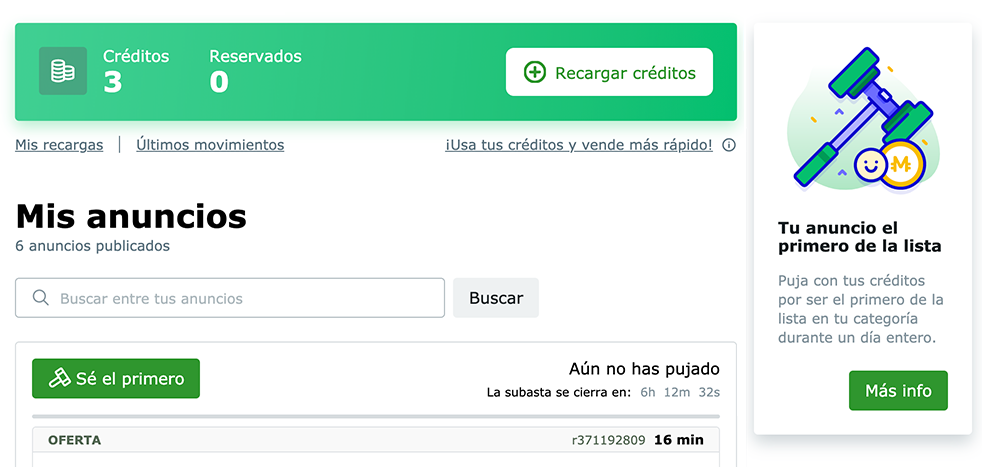 Créditos
3
Reservados
0
Recargar créditos
Mis recargas
Últimos movimientos
¡Usa tus créditos y vende más rápido!
Mis anuncios
6 anuncios publicados
Buscar entre tus anuncios
Buscar
Sé el primero
Aún no has pujado
La subasta se cierra en: 6h 12m 32s
OFERTA
r371192809 16 min
Tu anuncio el
primero de la lista
Puja con tus créditos
por ser el primero de la
lista en tu categoría
durante un día entero.
Más info